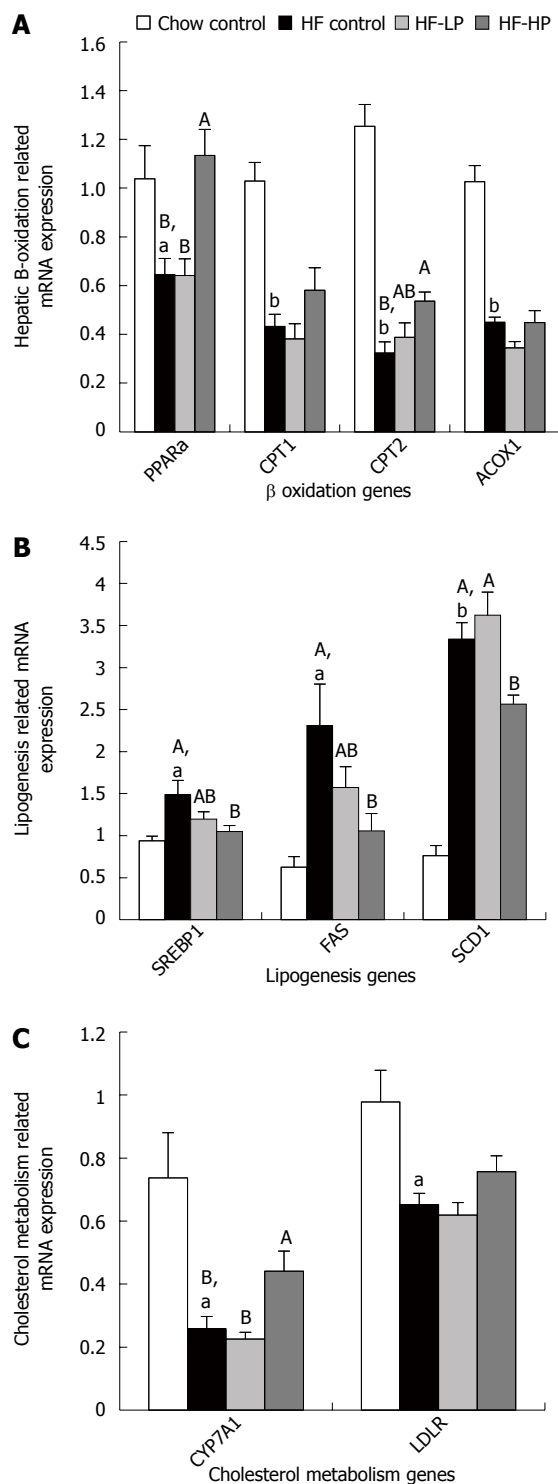 A
Chow control HF control HF-LP HF-HP
Hepatic B-oxidation related
mRNA expression
1.6
1.4
1.2
1.0
0.8
0.6
0.4
0.2
0
B,
a
B
A
b
B,
b
AB
A
b
PPARa
CPT1
CPT2
ACOX1
β oxidation genes
B
Lipogenesis related mRNA
expression
4.5
4
3.5
3
2.5
2
1.5
1
0.5
0
A,
a
AB
B
A,
a
AB
B
A,
b
A
B
SREBP1
FAS
SCD1
Lipogenesis genes
C
Cholesterol metabolism related
mRNA expression
1.2
1
0.8
0.6
0.4
0.2
0
B,
a
B
A
a
CYP7A1
LDLR
Cholesterol metabolism genes